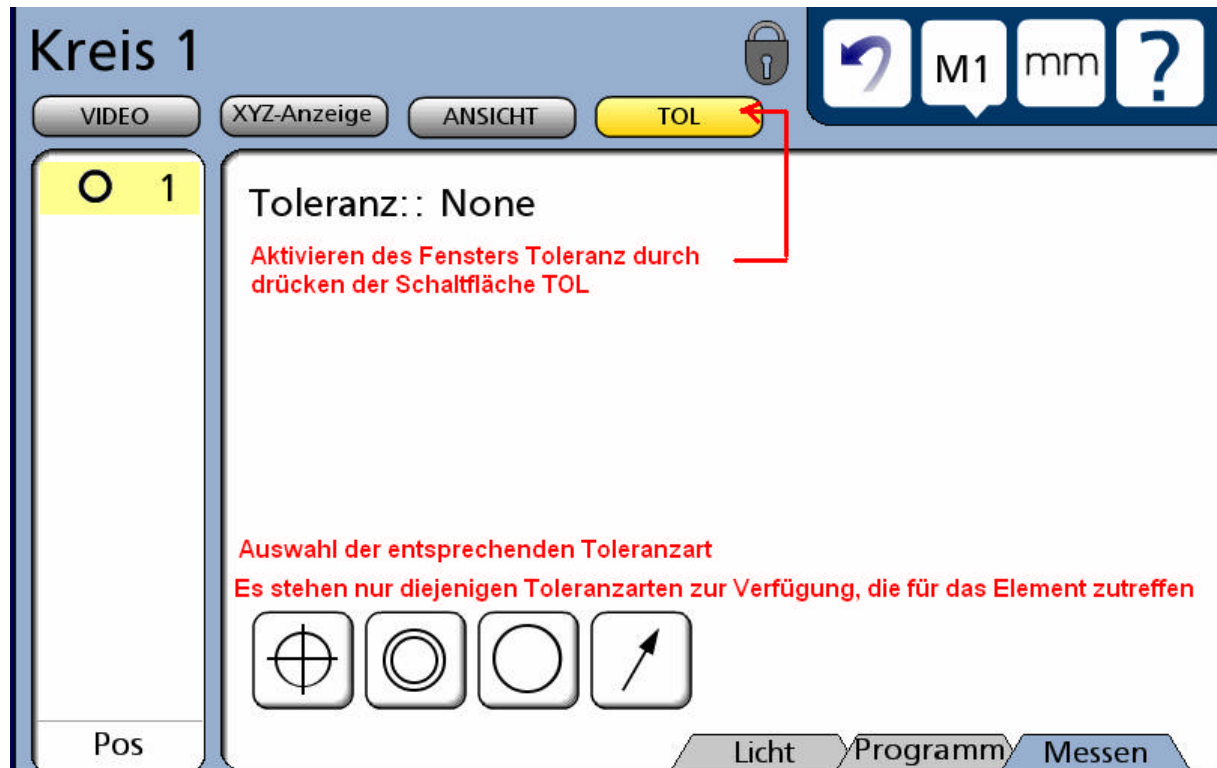 Kreis 1
M1
mm
?
VIDEO
XYZ-Anzeige
ANSICHT
TOL
1
Toleranz:: None
Aktivieren des Fensters Toleranz durch
drücken der Schaltfläche TOL
Auswahl der entsprechenden Toleranzart
Es stehen nur diejenigen Toleranzarten zur Verfügung, die für das Element zutreffen
Pos
Licht
Programm
Messen